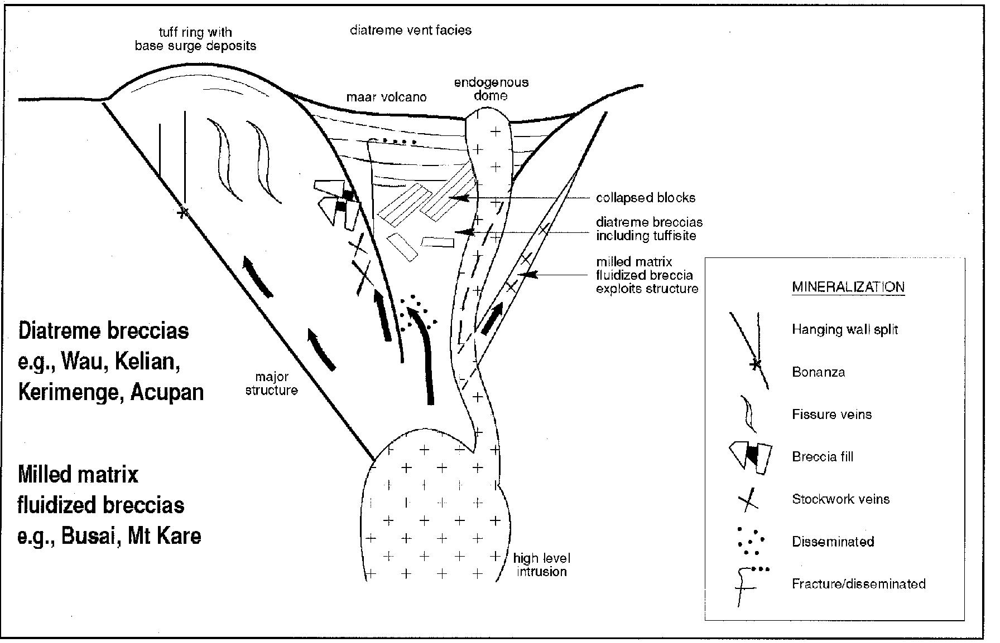 tuff ring with
base surge deposits
diatreme vent facies
maar volcano
endogenous
dome
collapsed blocks
diatreme breccias
including tuffisite
milled matrix
fluidized breccia
exploits structure
Diatreme breccias
e.g., Wau, Kelian,
Kerimenge, Acupan
major
structure
Milled matrix
fluidized breccias
e.g., Busai, Mt Kare
high level
intrusion
MINERALIZATION
Hanging wall split
Bonanza
Fissure veins
Breccia fill
Stockwork veins
Disseminated
Fracture/disseminated